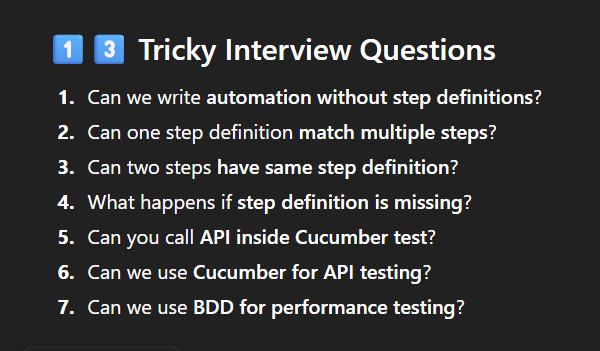 1️⃣ 3️⃣ Tricky Interview Questions
1. Can we write automation without step definitions?
2. Can one step definition match multiple steps?
3. Can two steps have same step definition?
4. What happens if step definition is missing?
5. Can you call API inside Cucumber test?
6. Can we use Cucumber for API testing?
7. Can we use BDD for performance testing?